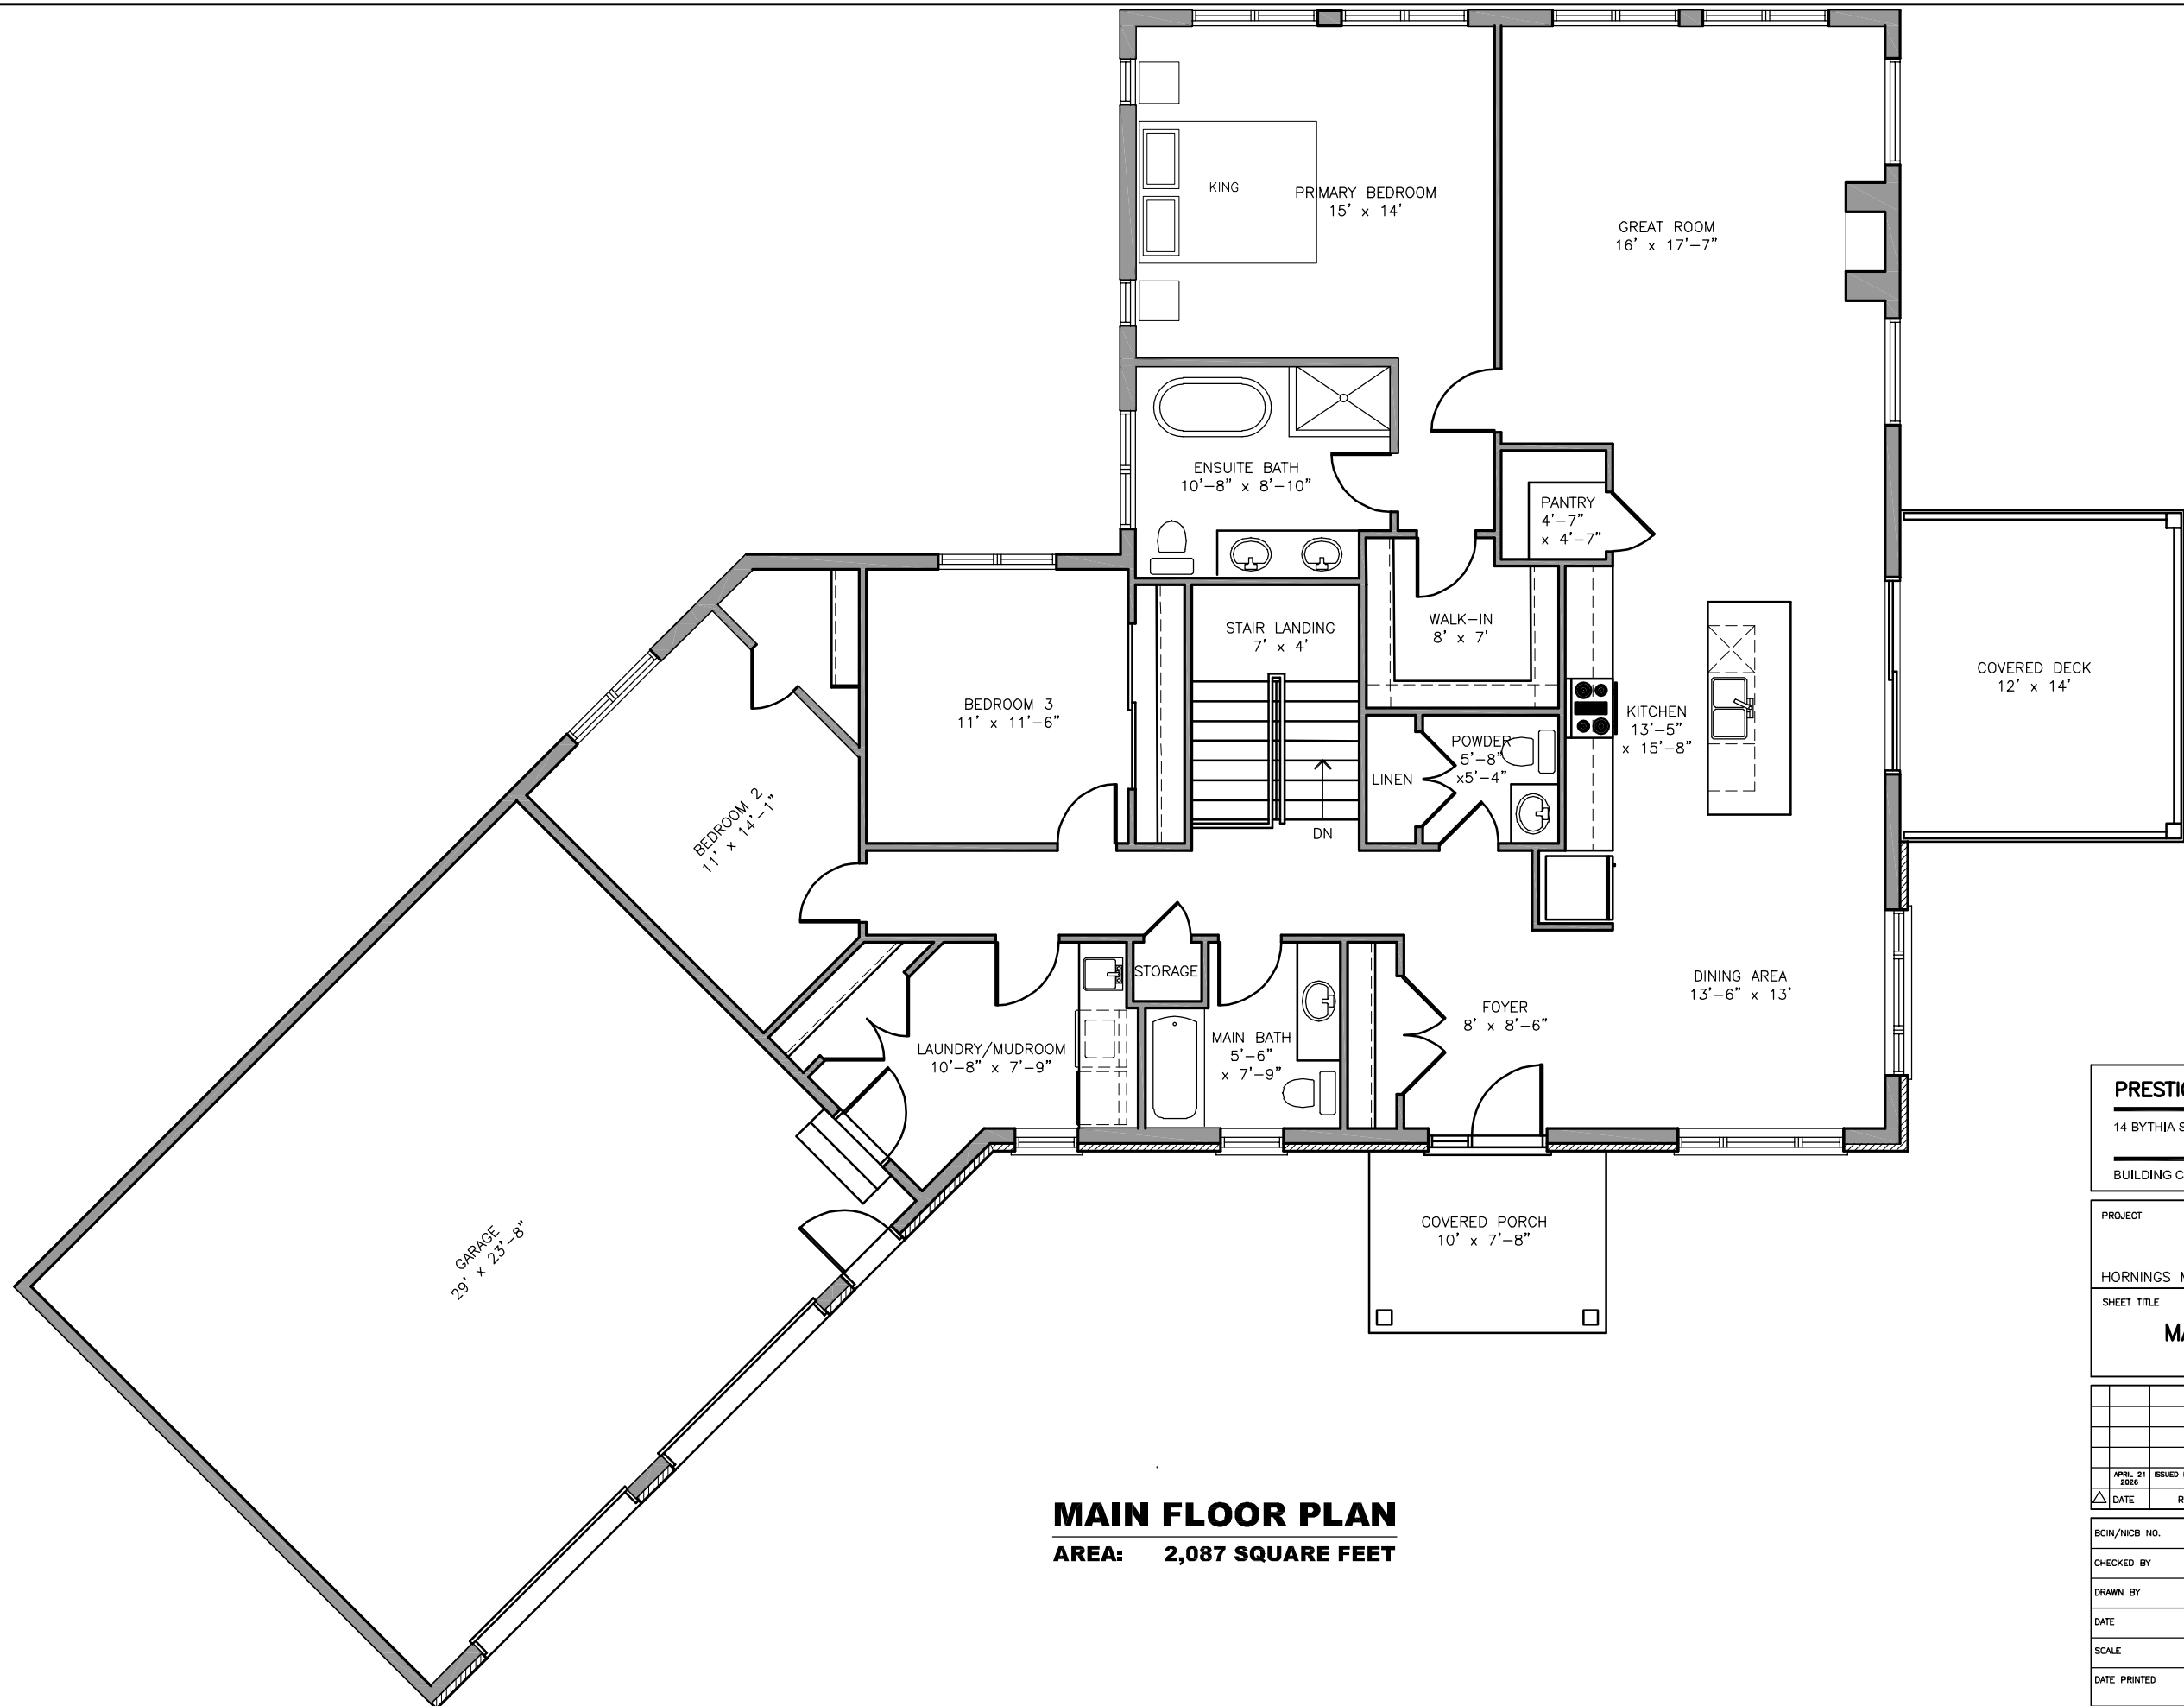 KING
PRIMARY BEDROOM
15' x 14'
GREAT ROOM
16' x 17'-7"
ENSUITE BATH
10'-8" x 8'-10"
PANTRY
4'-7"
x 4'-7"
STAIR LANDING
7' x 4'
WALK-IN
8' x 7'
COVERED DECK
12' x 14'
BEDROOM 3
11' x 11'-6"
KITCHEN
13'-5"
x 15'-8"
POWDER
5'-8"
x5'-4"
LINEN
DN
BEDROOM 2
11' x 14'-1"
STORAGE
DINING AREA
13'-6" x 13'
FOYER
8' x 8'-6"
MAIN BATH
5'-6"
x 7'-9"
LAUNDRY/MUDROOM
10'-8" x 7'-9"
COVERED PORCH
10' x 7'-8"
GARAGE
29' x 23'-8"
MAIN FLOOR PLAN
AREA: 2,087 SQUARE FEET
14 BYTHIA
BUILDING
PROJECT
HORNINGS
SHEET TITLE
APRIL 21 ISSUED
2026
DATE
BCIN/NICB NO.
CHECKED BY
DRAWN BY
DATE
SCALE
DATE PRINTED